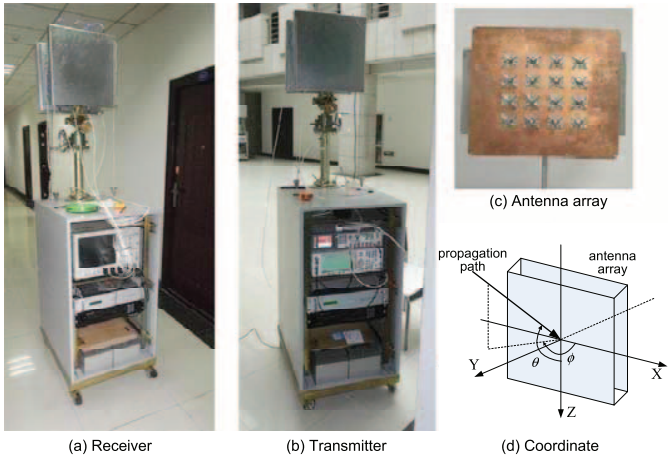 (a) Receiver
(b) Transmitter
(c) Antenna array
propagation
path
antenna
array
X
Y
θ
ϕ
Z
(d) Coordinate